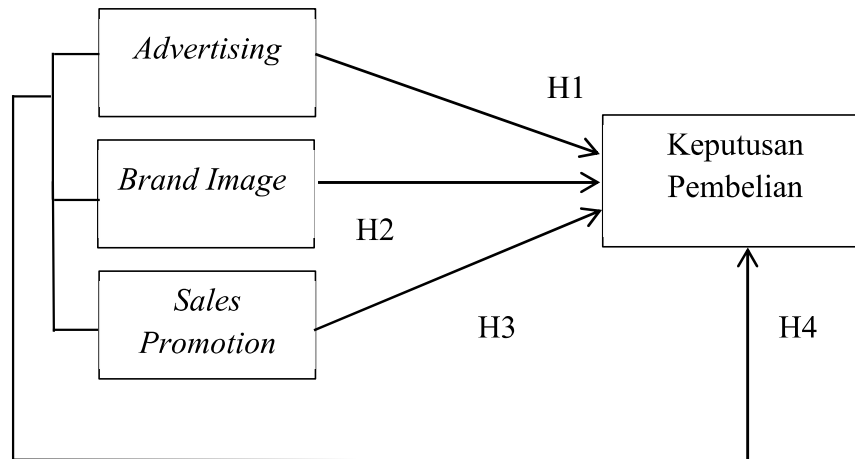 Advertising
H1
Keputusan
Pembelian
Brand Image
H2
Sales
Promotion
H3
H4